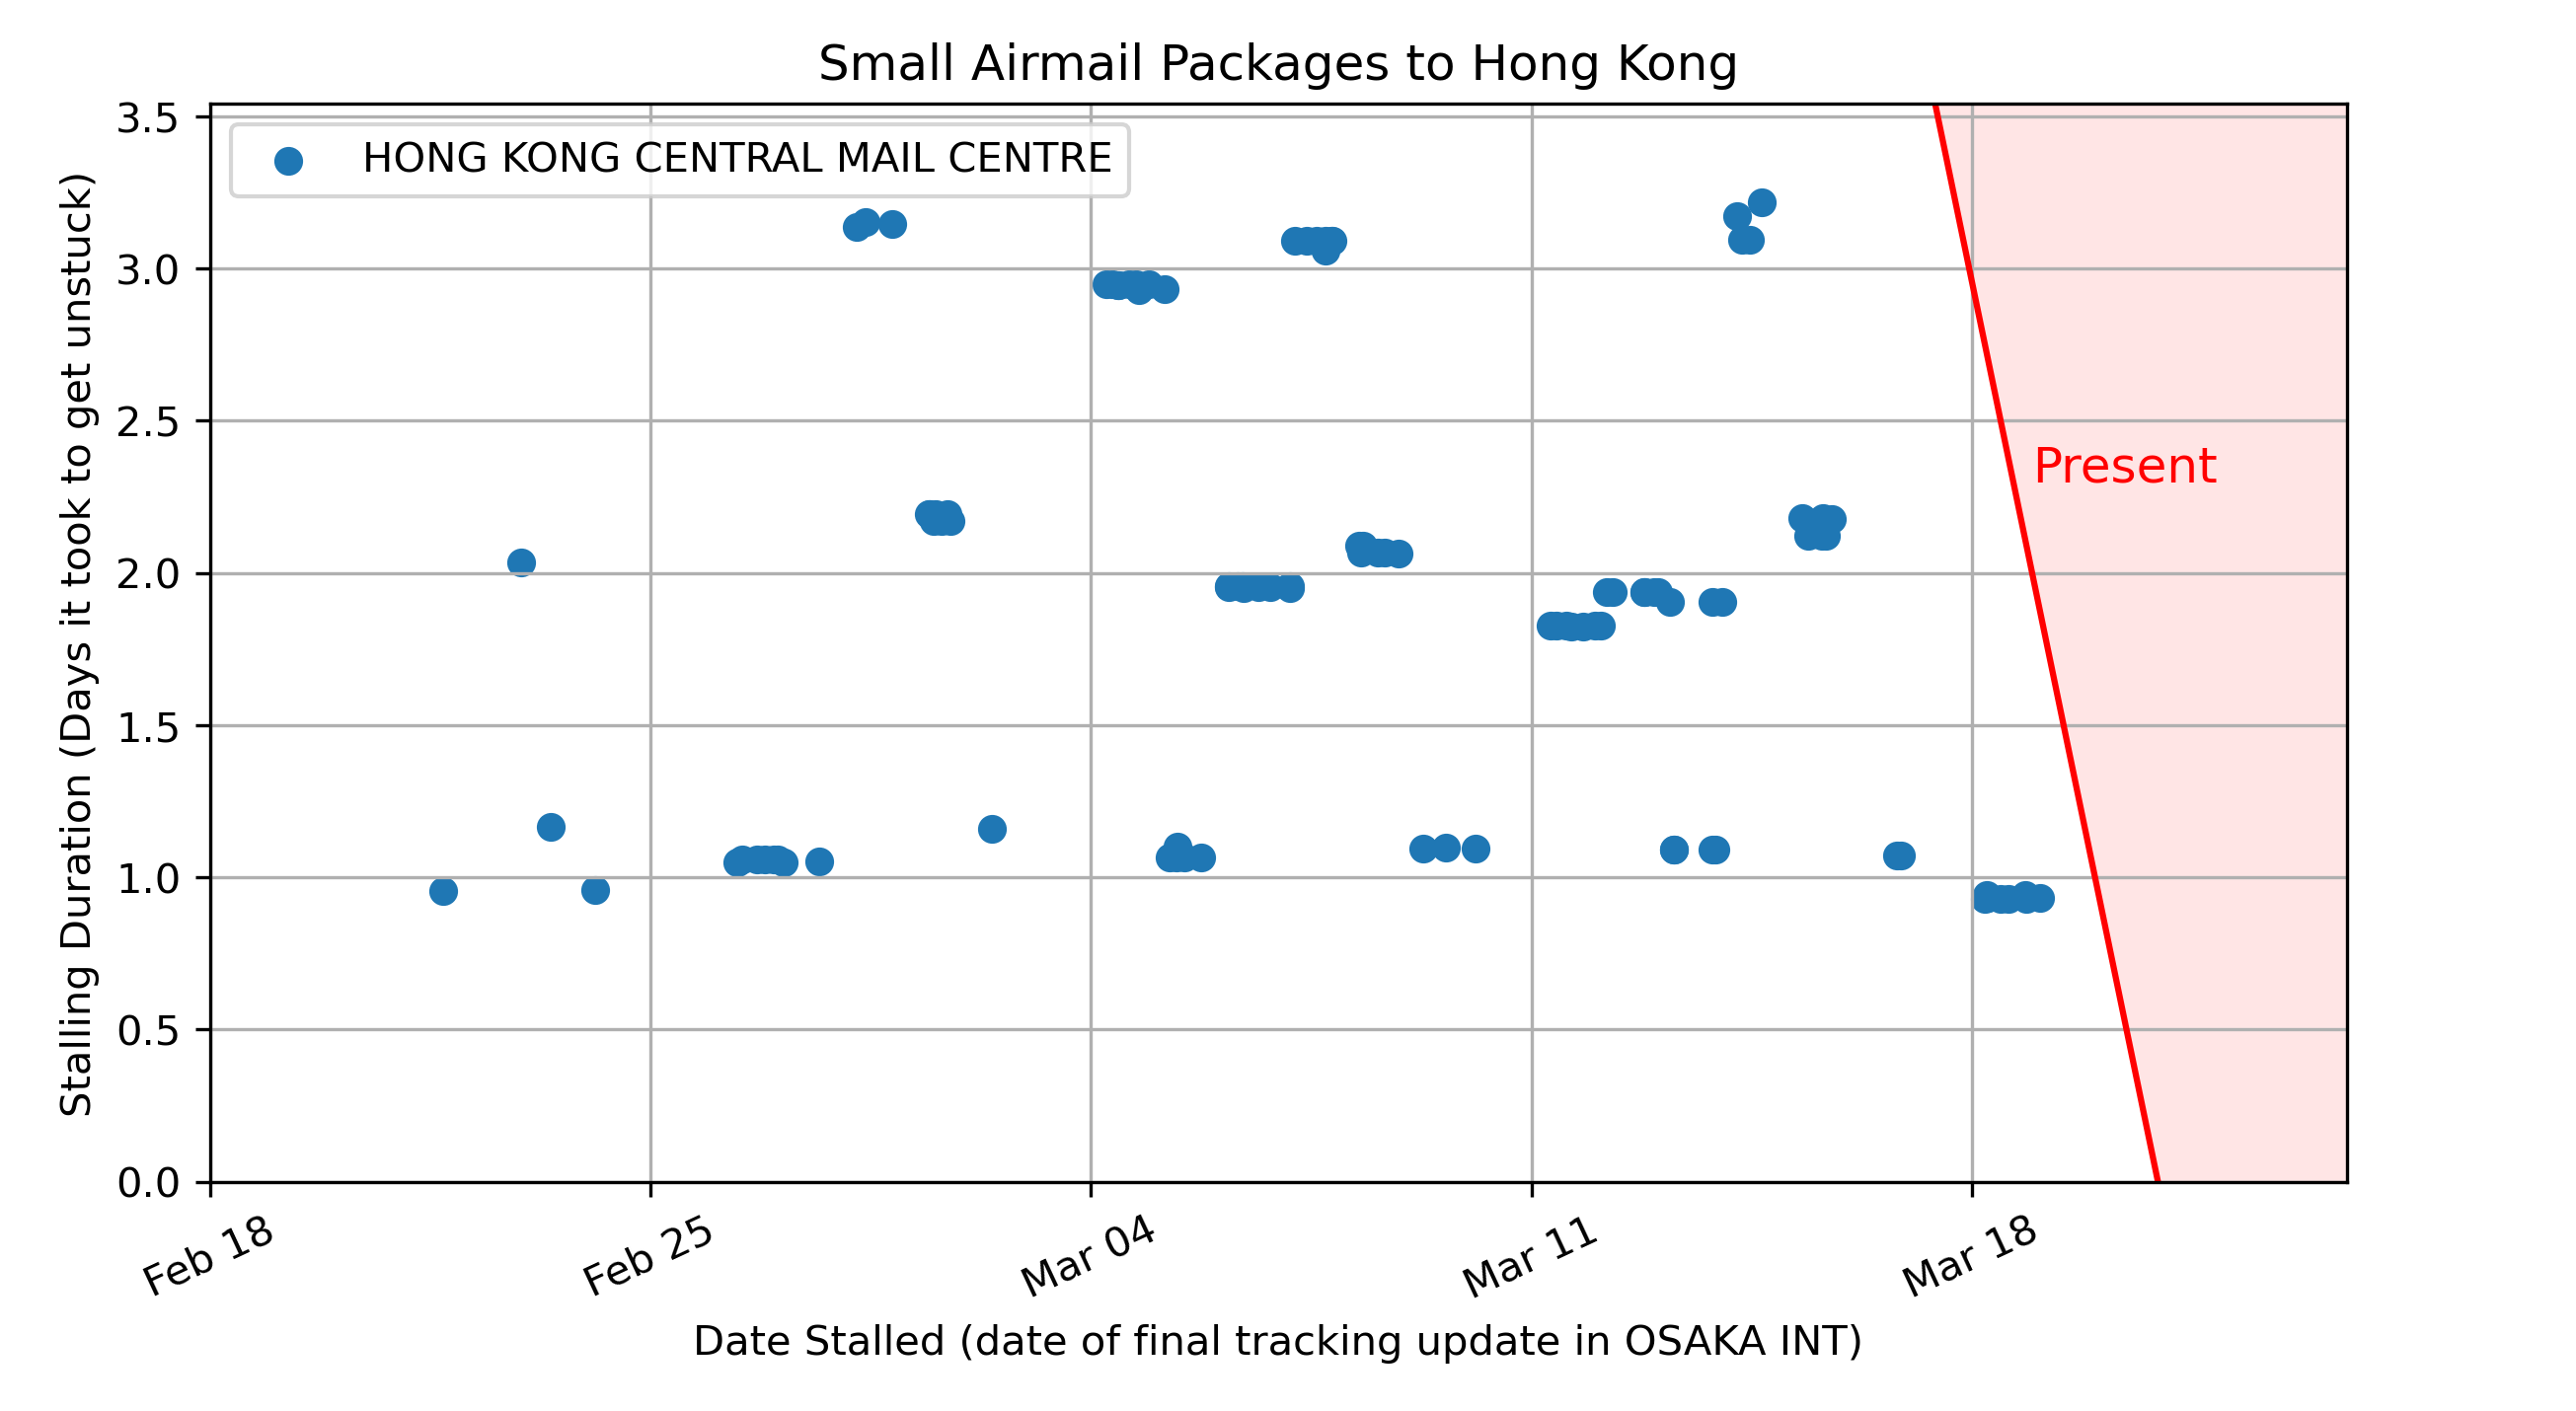 Small Airmail Packages to Hong Kong
HONG KONG CENTRAL MAIL CENTRE
Stalling Duration (Days it took to get unstuck)
3.5
3.0
2.5
2.0
1.5
1.0
0.5
0.0
Present
Feb 18
Feb 25
Mar 04
Mar 11
Mar 18
Date Stalled (date of final tracking update in OSAKA INT)